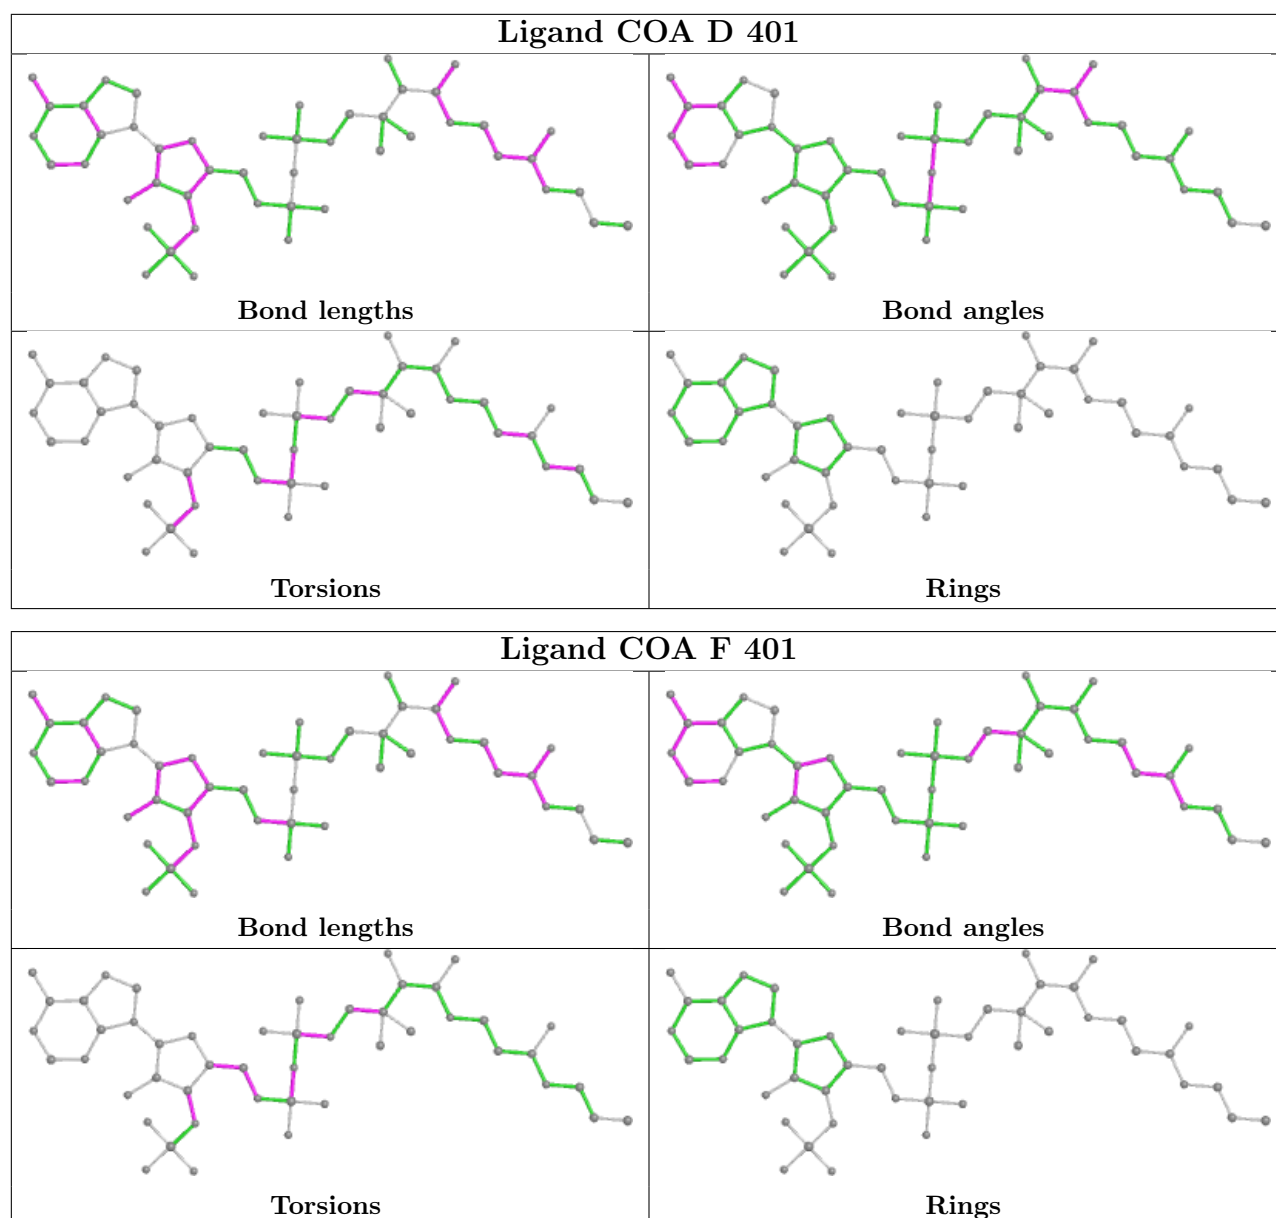 Ligand COA D 401
Bond lengths
Bond angles
Torsions
Rings
Ligand COA F 401
Bond lengths
Bond angles
Torsions
Rings